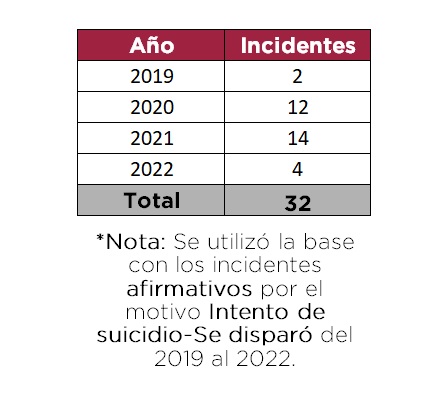 Año Incidentes
2019 2
2020 12
2021 14
2022 4
Total 32
*Nota: Se utilizó la base
con los incidentes
afirmativos por el
motivo Intento de
suicidio-Se disparó del
2019 al 2022.